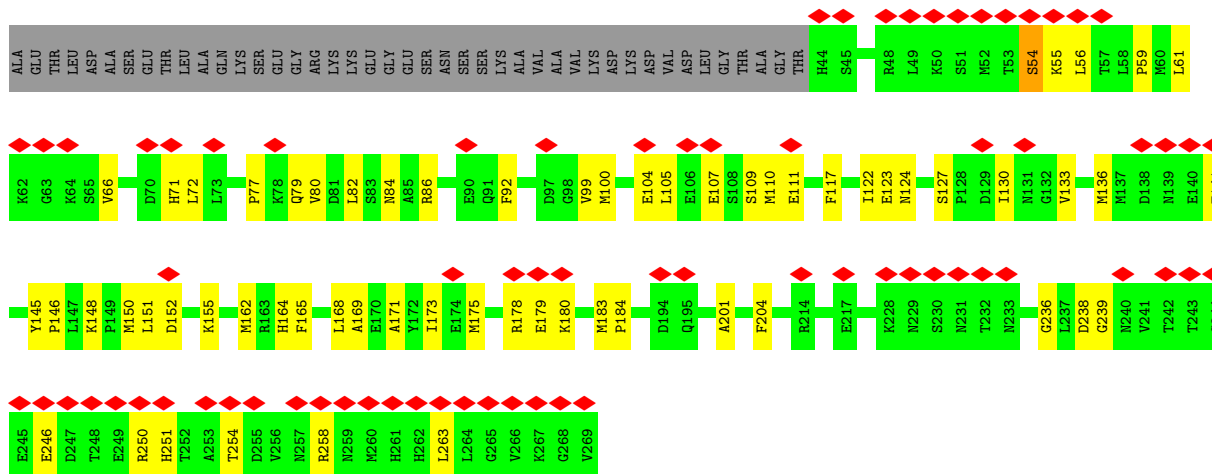 ALA GLU THR LEU ASP ALA SER GLU THR LEU ALA GLN LYS SER GLU GLY ARG LYS LYS GLU GLY GLU SER ASN SER SER LYS ALA VAL ALA VAL LYS ASP LYS ASP VAL ASP LEU GLY THR ALA GLY THR H44 S45 R48 L49 K50 S51 M52 T53 S54 K55 L56 T57 L58 P59 M60 L61
K62 G63 K64 S65 V66 D70 H71 L72 L73 P77 K78 Q79 V80 D81 L82 S83 N84 A85 R86 E90 Q91 F92 D97 G98 V99 M100 E104 L105 E106 E107 S108 S109 M110 E111 F117 I122 E123 N124 S127 P128 D129 I130 N131 G132 V133 M136 M137 D138 N139 E140
Y145 P146 L147 K148 P149 M150 L151 D152 K155 M162 R163 H164 F165 L168 A169 E170 A171 Y172 I173 E174 M175 R178 E179 K180 M183 P184 D194 Q195 A201 F204 R214 E217 K228 N229 S230 N231 T232 N233 G236 L237 D238 G239 N240 V241 T242 T243
E245 E246 D247 T248 E249 R250 H251 T252 A253 T254 D255 V256 N257 R258 N259 M260 H261 H262 L263 L264 G265 V266 K267 G268 V269